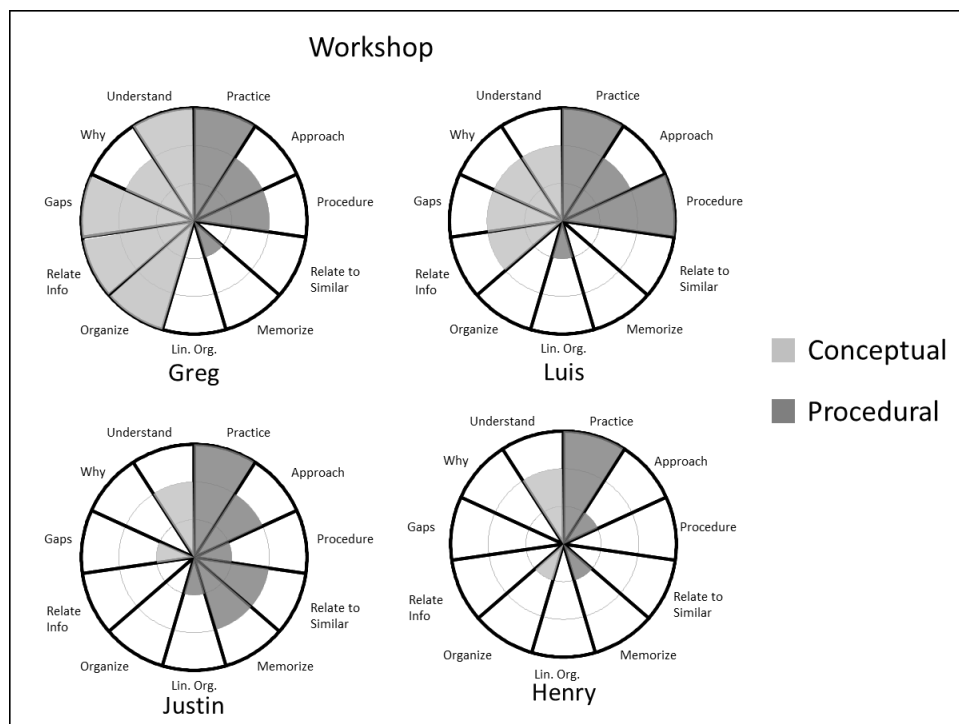 Workshop
Understand
Practice
Why
Approach
Gaps
Procedure
Relate
Info
Relate to
Similar
Organize
Memorize
Lin. Org.
Greg
Understand
Practice
Why
Approach
Gaps
Procedure
Relate
Info
Relate to
Similar
Organize
Memorize
Lin. Org.
Luis
Conceptual
Procedural
Understand
Practice
Why
Approach
Gaps
Procedure
Relate
Info
Relate to
Similar
Organize
Memorize
Lin. Org.
Justin
Understand
Practice
Why
Approach
Gaps
Procedure
Relate
Info
Relate to
Similar
Organize
Memorize
Lin. Org.
Henry